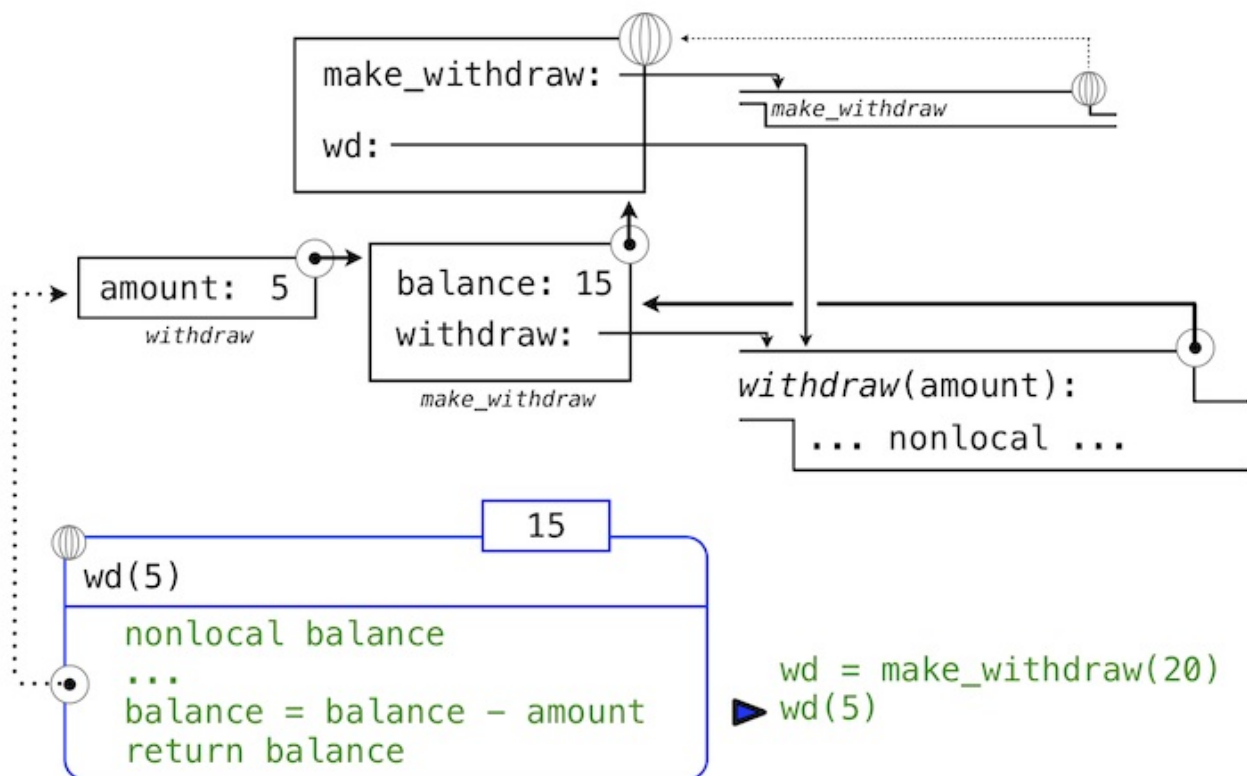 make_withdraw:
make_withdraw
wd:
amount: 5
withdraw
balance: 15
withdraw:
make_withdraw
withdraw(amount):
... nonlocal ...
15
wd(5)
nonlocal balance
...
balance = balance – amount
return balance
wd = make_withdraw(20)
wd(5)